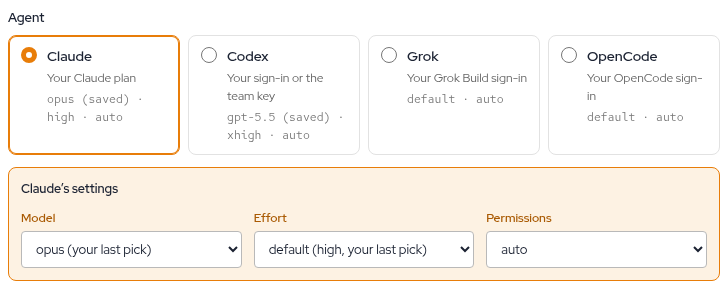 Agent
Claude
Your Claude plan
opus (saved) ·
high · auto
Codex
Your sign-in or the
team key
gpt-5.5 (saved) ·
xhigh · auto
Grok
Your Grok Build sign-in
default · auto
OpenCode
Your OpenCode sign-
in
default · auto
Claude’s settings
Model
Effort
Permissions
opus (your last pick)
default (high, your last pick)
auto